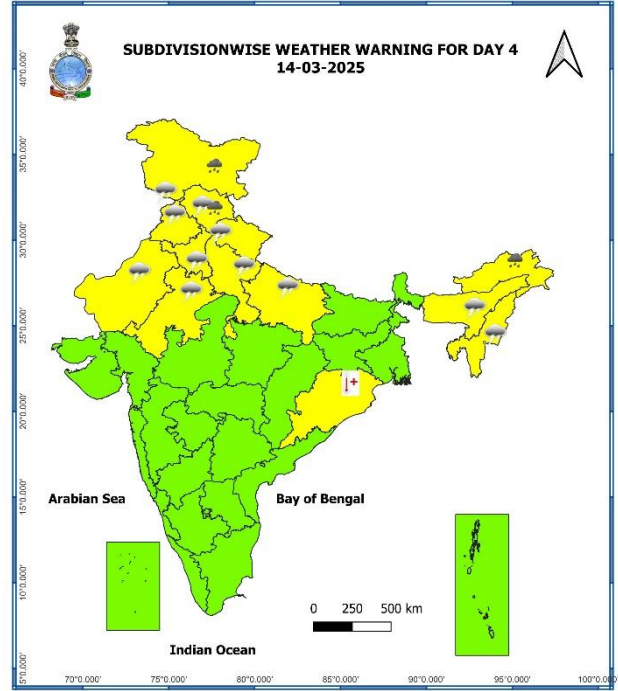 SUBDIVISIONWISE WEATHER WARNING FOR DAY 4
14-03-2025
40°0.000'
35°0.000'
30°0.000'
25°0.000'
20°0.000'
15°0.000'
10°0.000'
5°0.000'
Arabian Sea
Bay of Bengal
0 250 500 km
Indian Ocean
70°0.000' 75°0.000' 80°0.000' 85°0.000' 90°0.000' 95°0.000' 100°0.000'